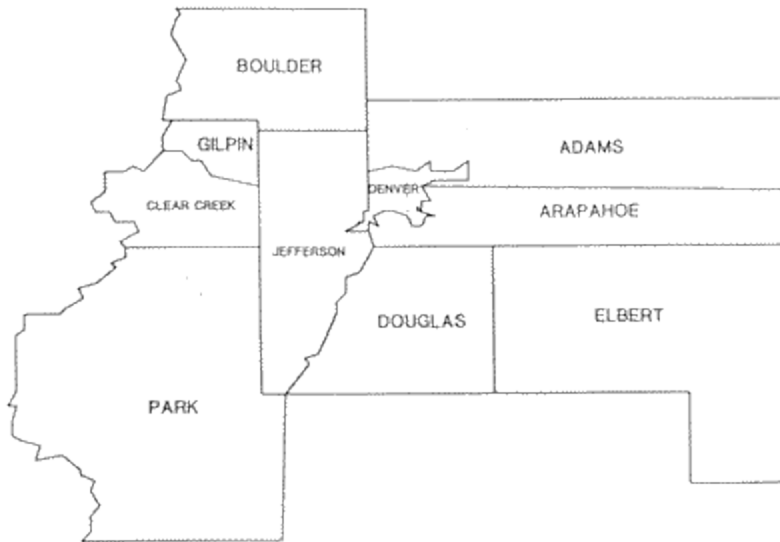 BOULDER
GILPIN
ADAMS
DENVER
CLEAR CREEK
ARAPAHOE
JEFFERSON
DOUGLAS
ELBERT
PARK